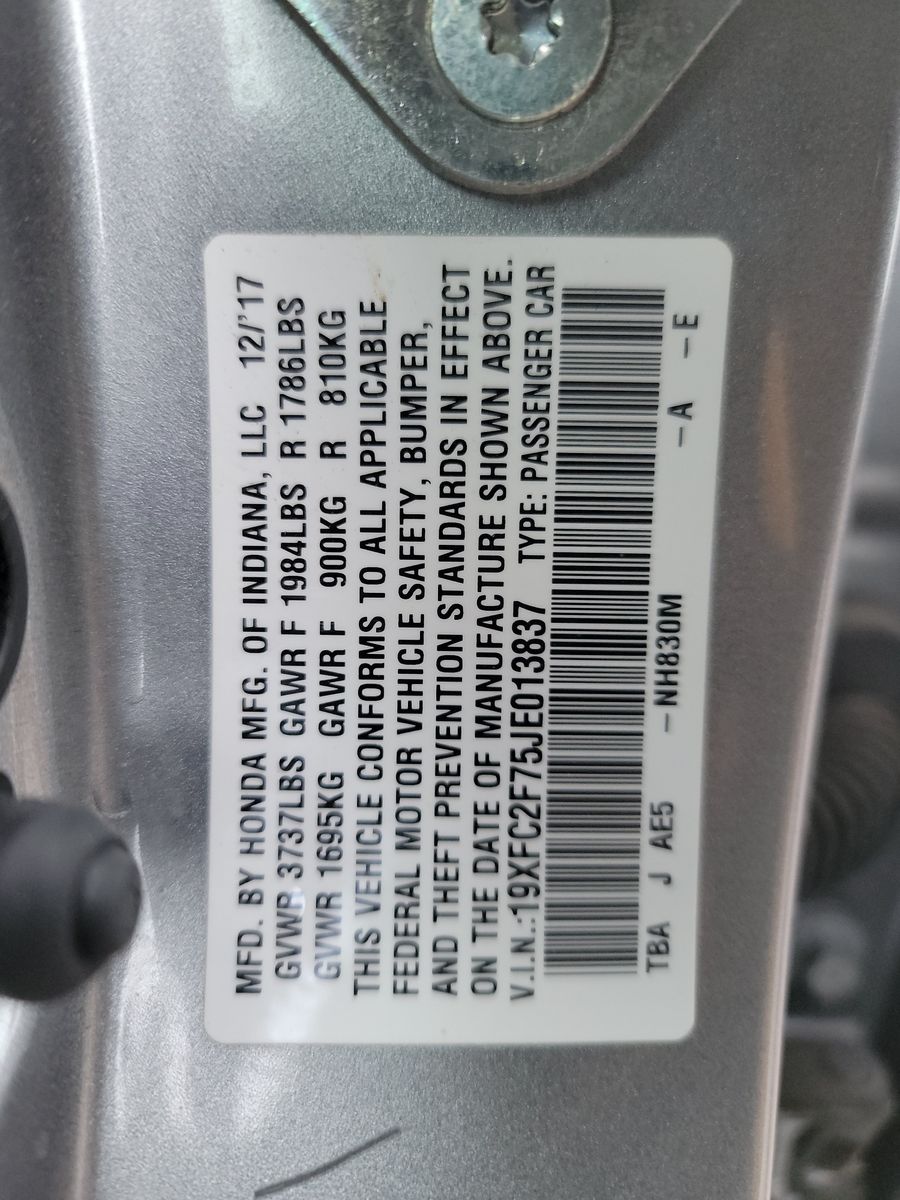 MFD. BY HONDA MFG. OF INDIANA, LLC 12/'17
GVWR 3737LBS GAWR F 1984LBS R 1786LBS
GVWR 1695KG GAWR F 900KG R 810KG
THIS VEHICLE CONFORMS TO ALL APPLICABLE
FEDERAL MOTOR VEHICLE SAFETY, BUMPER,
AND THEFT PREVENTION STANDARDS IN EFFECT
ON THE DATE OF MANUFACTURE SHOWN ABOVE.
V.I.N.:19XFC2F75JE013837 TYPE: PASSENGER CAR
TBA J AE5 -NH830M -A -E